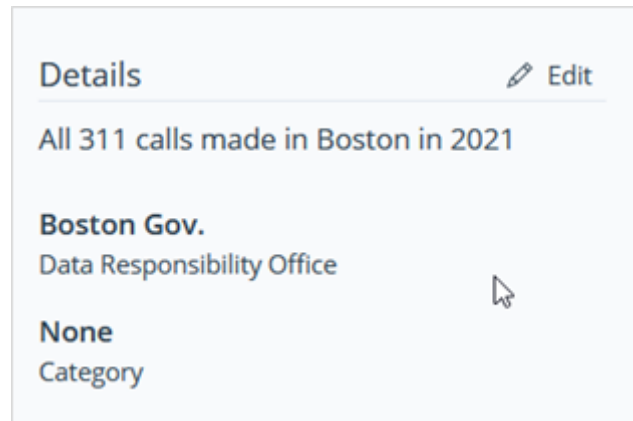 Details
Edit
All 311 calls made in Boston in 2021
Boston Gov.
Data Responsibility Office
None
Category